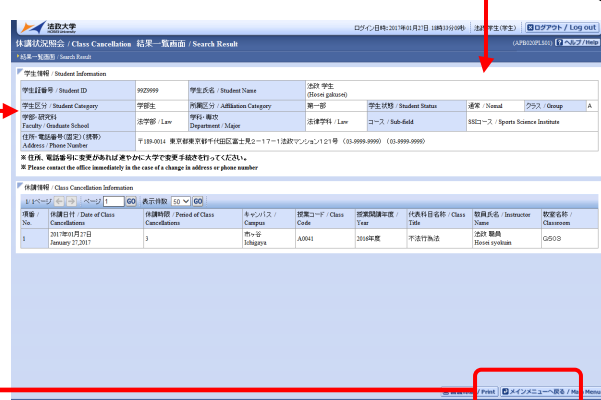 法政大学
HOSEI University
ログイン日時:2017年01月27日 18時33分09秒 法政 学生(学生) ログアウト / Log out
休講状況照会 / Class Cancellation 結果一覧画面 / Search Result (APB020PLS01) ヘルプ/Help
結果一覧画面 / Search Result
学生情報 / Student Information
学生証番号 / Student ID 99Z9999 学生氏名 / Student Name 法政 学生 (Hosei gakusei)
学生区分 / Student Category 学部生 所属区分 / Affiliation Category 第一部 学生状態 / Student Status 通常 / Nomal クラス / Group A
学部・研究科 Faculty / Graduate School 法学部 / Law 学科・専攻 Department / Major 法律学科 / Law コース / Sub-field SSIコース / Sports Science Institute
住所・電話番号(固定)(携帯) Address / Phone Number 〒189-0014 東京都東京都千代田区富士見2－17－1法政マンション121号 (03-9999-9999) (03-9999-9999)
※ 住所、電話番号に変更があれば速やかに大学で変更手続を行ってください。
※ Please contact the office immediately in the case of a change in address or phone number
休講情報 / Class Cancellation Information
1/1ページ ページ 1 GO 表示件数 50 GO
項番 / No. 休講日付 / Date of Class Cancellations 休講時限 / Period of Class Cancellations キャンパス / Campus 授業コード / Class Code 授業開講年度 / Year 代表科目名称 / Class Title 教員氏名 / Instructor Name 教室名称 / Classroom
1 2017年01月27日 January 27,2017 3 市ヶ谷 Ichigaya A0041 2016年度 不法行為法 法政 職員 Hosei syokuin G503
/ Print メインメニューへ戻る / Main Menu